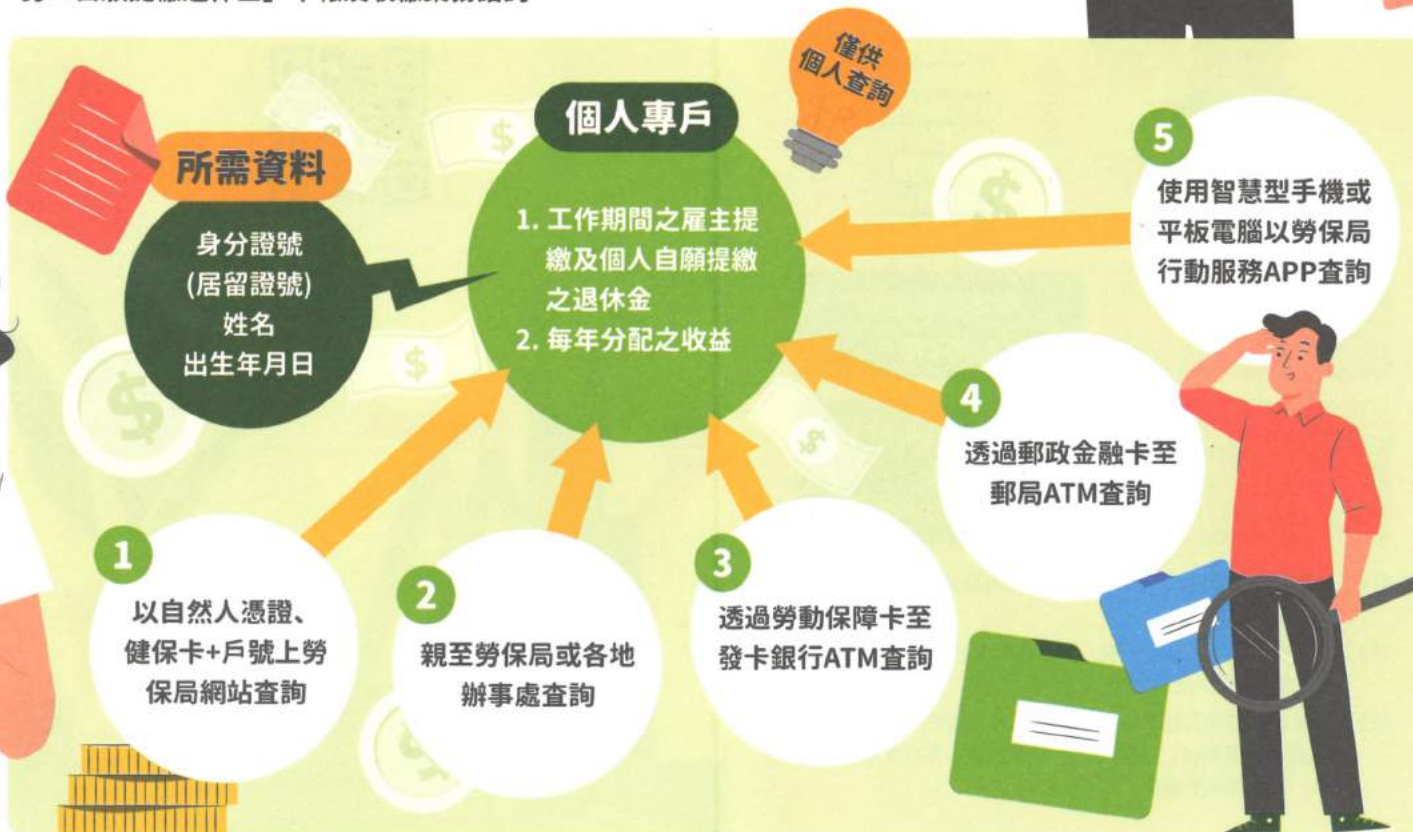 僅供
個人查詢
所需資料
身分證號
(居留證號)
姓名
出生年月日
個人專戶
1. 工作期間之雇主提
繳及個人自願提繳
之退休金
2. 每年分配之收益
1
以自然人憑證、
健保卡+戶號上勞
保局網站查詢
2
親至勞保局或各地
辦事處查詢
3
透過勞動保障卡至
發卡銀行ATM查詢
4
透過郵政金融卡至
郵局ATM查詢
5
使用智慧型手機或
平板電腦以勞保局
行動服務APP查詢